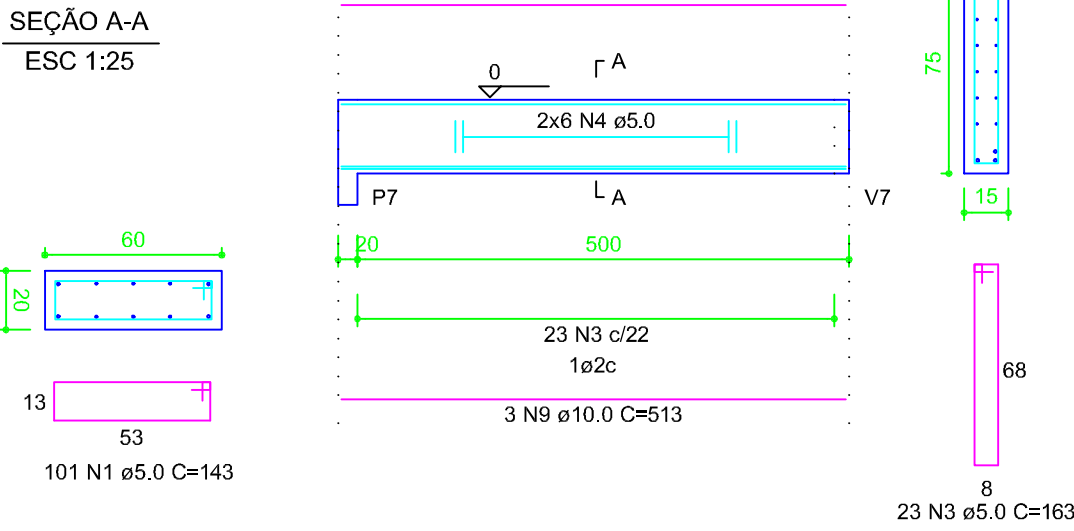 SEÇÃO A-A
ESC 1:25
60
20
13
53
101 N1 ø5.0 C=143
A
0
2x6 N4 ø5.0
P7
A
V7
20
500
23 N3 c/22
1ø2c
3 N9 ø10.0 C=513
75
15
68
8
23 N3 ø5.0 C=163